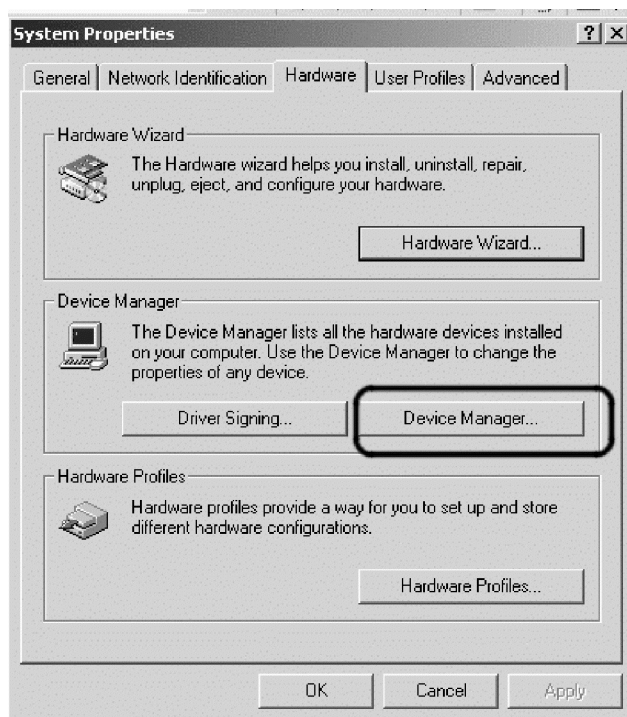 System Properties
General
Network Identification
Hardware
User Profiles
Advanced
Hardware Wizard
The Hardware wizard helps you install, uninstall, repair,
unplug, eject, and configure your hardware.
Hardware Wizard...
Device Manager
The Device Manager lists all the hardware devices installed
on your computer. Use the Device Manager to change the
properties of any device.
Driver Signing...
Device Manager...
Hardware Profiles
Hardware profiles provide a way for you to set up and store
different hardware configurations.
Hardware Profiles...
OK
Cancel
Apply